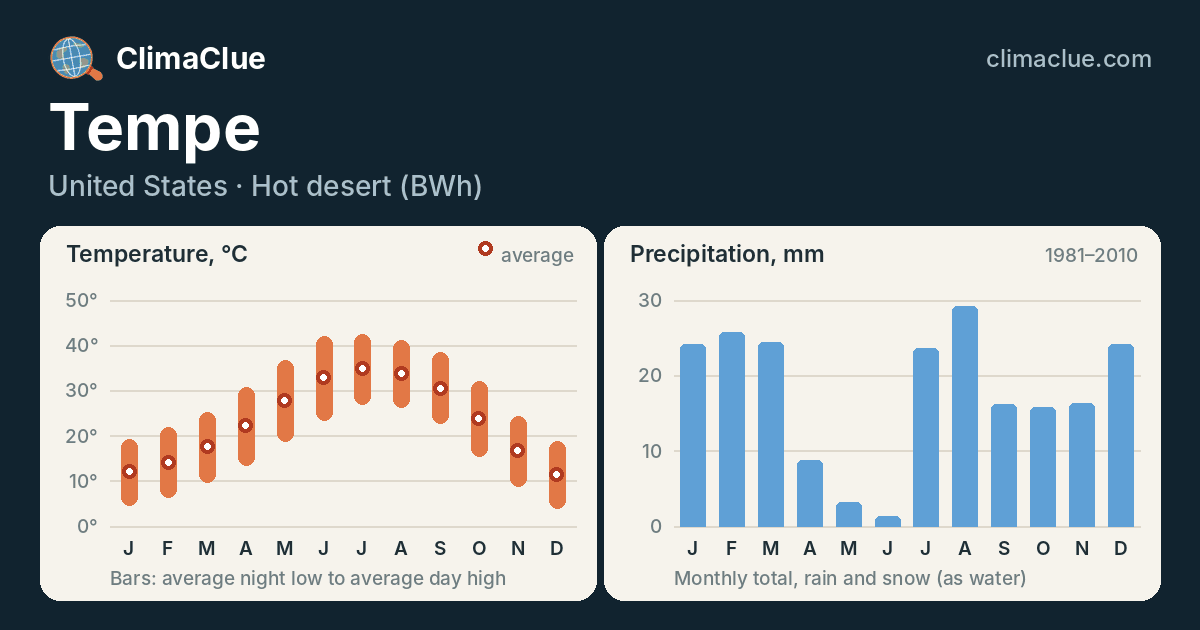 ClimaClue
climaclue.com
Tempe
United States · Hot desert (BWh)
Temperature, °C
average
50°
40°
30°
20°
10°
0°
J F M A M J J A S O N D
Bars: average night low to average day high
Precipitation, mm
1981–2010
30
20
10
0
J F M A M J J A S O N D
Monthly total, rain and snow (as water)